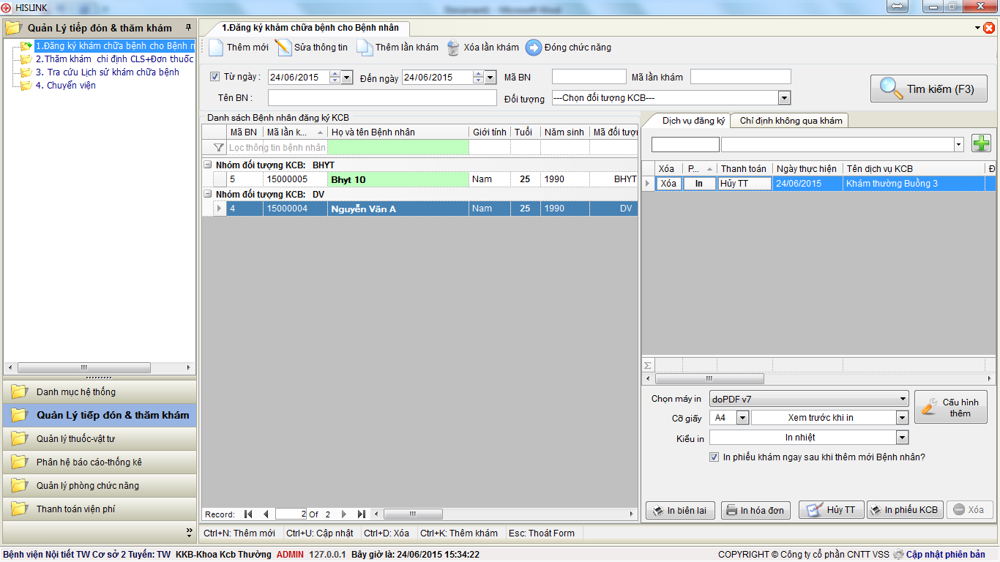 HISLINK
Quản Lý tiếp đón & thăm khám
1.Đăng ký khám chữa bệnh cho Bệnh n
2.Thăm khám chỉ định CLS+Đơn thuốc
3. Tra cứu Lịch sử khám chữa bệnh
4. Chuyển viện
Danh mục hệ thống
Quản Lý tiếp đón & thăm khám
Quản lý thuốc-vật tư
Phân hệ báo cáo-thống kê
Quản lý phòng chức năng
Thanh toán viện phí
1.Đăng ký khám chữa bệnh cho Bệnh nhân
Thêm mới Sửa thông tin Thêm lần khám Xóa lần khám Đóng chức năng
Từ ngày : 24/06/2015 Đến ngày 24/06/2015 Mã BN Mã lần khám
Tên BN : Đối tượng ---Chọn đối tượng KCB---
Tìm kiếm (F3)
Danh sách Bệnh nhân đăng ký KCB
Mã BN Mã lần k... Họ và tên Bệnh nhân Giới tính Tuổi Năm sinh Mã đối tượn
Lọc thông tin bệnh nhân
Nhóm đối tượng KCB: BHYT
5 15000005 Bhyt 10 Nam 25 1990 BHYT
Nhóm đối tượng KCB: DV
4 15000004 Nguyễn Văn A Nam 25 1990 DV
Record: 2 Of 2
Dịch vụ đăng ký Chỉ định không qua khám
Xóa P... Thanh toán Ngày thực hiện Tên dịch vụ KCB Đ
Xóa In Hủy TT 24/06/2015 Khám thường Buồng 3
Σ
Chọn máy in doPDF v7
Cỡ giấy A4 Xem trước khi in
Cấu hình
thêm
Kiểu in In nhiệt
In phiếu khám ngay sau khi thêm mới Bệnh nhân?
In biên lai In hóa đơn Hủy TT In phiếu KCB Xóa
Ctrl+N: Thêm mới Ctrl+U: Cập nhật Ctrl+D: Xóa Ctrl+K: Thêm khám Esc: Thoát Form
Bệnh viện Nội tiết TW Cơ sở 2 Tuyến: TW KKB-Khoa Kcb Thường ADMIN 127.0.0.1 Bây giờ là: 24/06/2015 15:34:22 COPYRIGHT © Công ty cổ phần CNTT VSS Cập nhật phiên bản